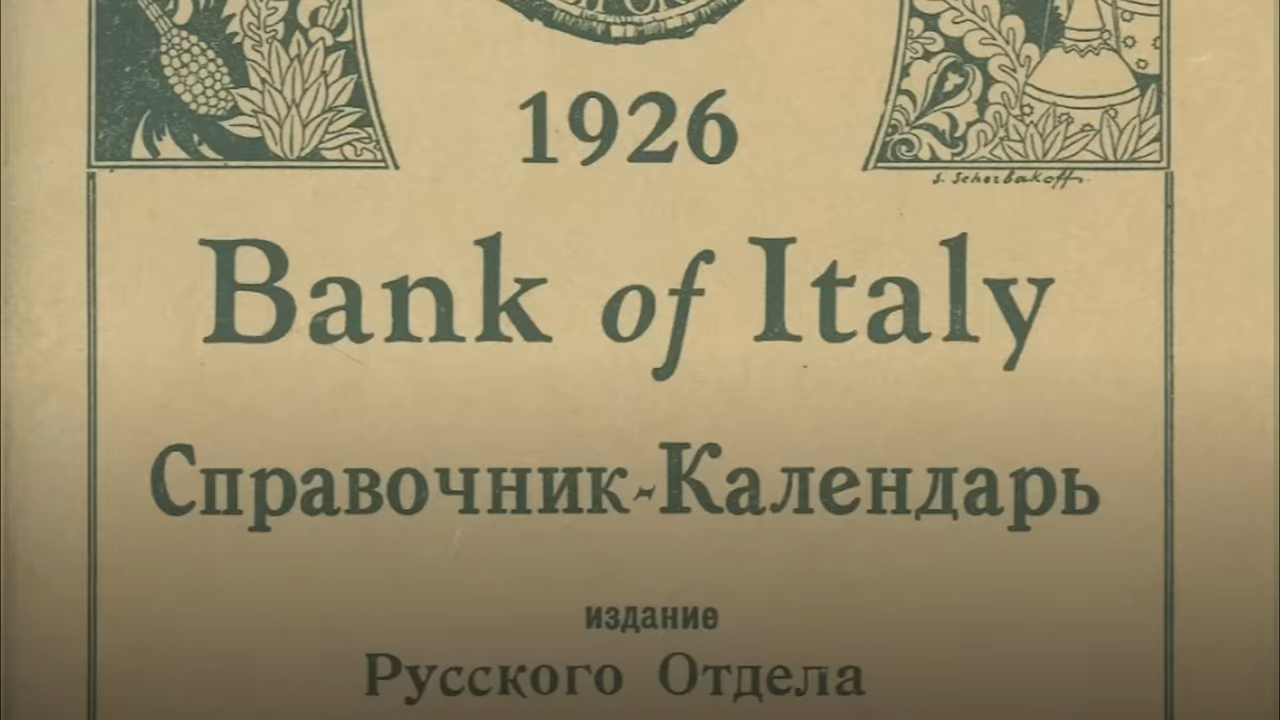 1926
S. Scherbakoff.
Bank of Italy
Справочник-Календарь
издание
Русского Отдела